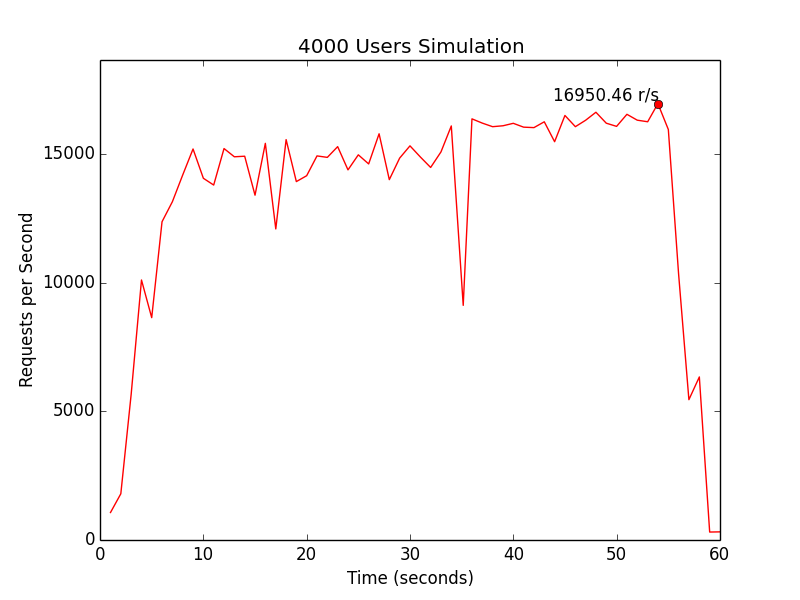 4000 Users Simulation
16950.46 r/s
15000
10000
5000
0
Requests per Second
0 10 20 30 40 50 60
Time (seconds)